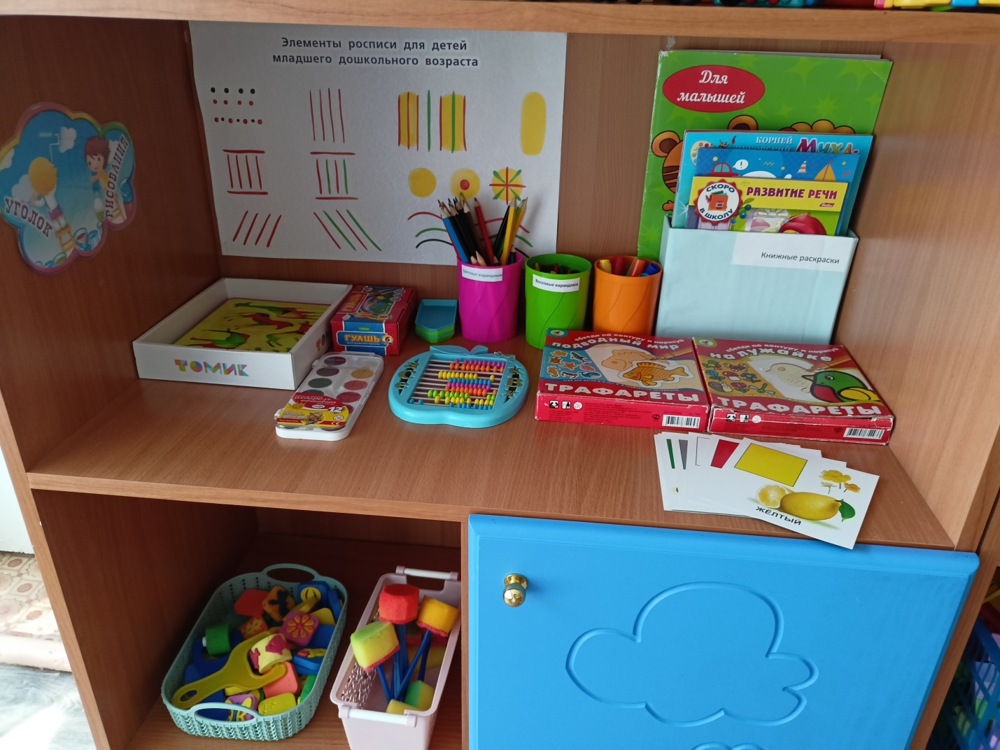 Элементы росписи для детей
младшего дошкольного возраста
УГОЛОК
РИСОВАНИЯ
Для
малышей
КОРНЕЙ
МУХА
СКОРО
В ШКОЛУ
РАЗВИТИЕ РЕЧИ
Книжные раскраски
Цветные карандаши
Восковые карандаши
ТОМИК
ГУАШЬ 6
12
обведи по контуру и нарисуй
подводный мир
ТРАФАРЕТЫ
обведи по контуру и нарисуй
на лужайке
ТРАФАРЕТЫ
ЖЁЛТЫЙ